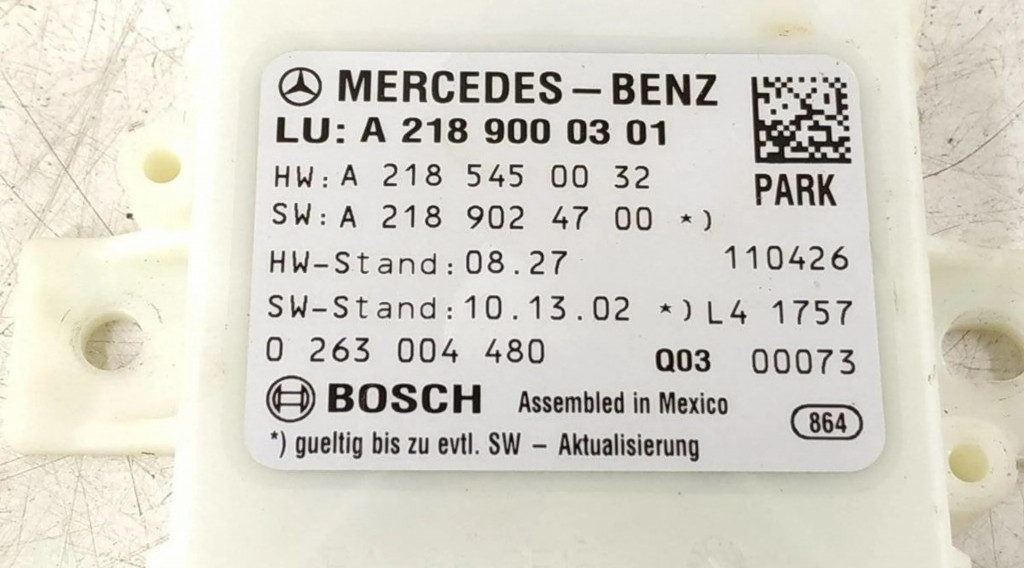 MERCEDES-BENZ
LU: A 218 900 03 01
PARK
HW: A 218 545 00 32
SW: A 218 902 47 00 *)
HW-Stand: 08.27 110426
SW-Stand: 10.13.02 *) L4 1757
0 263 004 480 Q03 00073
BOSCH Assembled in Mexico 864
*) gueltig bis zu evtl. SW - Aktualisierung